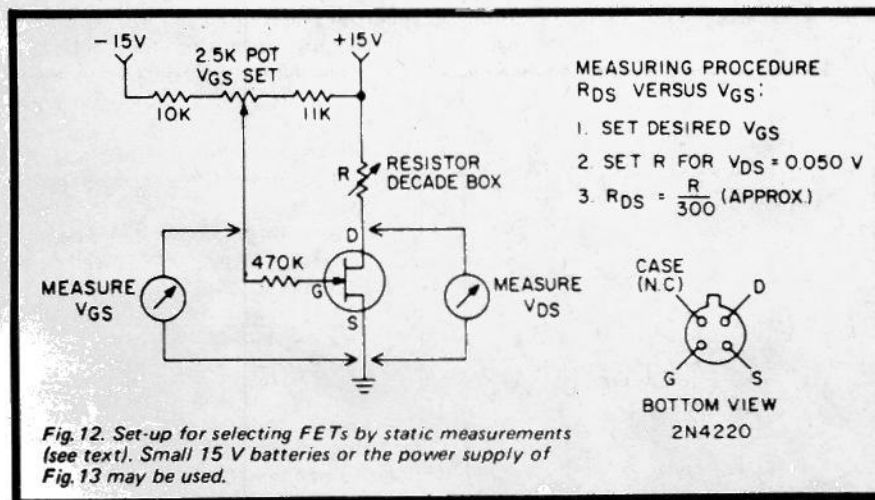 −15V
2.5K POT
VGS SET
+15V
10K
11K
R
RESISTOR
DECADE BOX
D
470K
G
S
MEASURE
VGS
MEASURE
VDS
MEASURING PROCEDURE
RDS VERSUS VGS:
1. SET DESIRED VGS
2. SET R FOR VDS = 0.050 V
3. RDS = R/300 (APPROX.)
CASE
(N.C)
D
G
S
BOTTOM VIEW
2N4220
Fig. 12. Set-up for selecting FETs by static measurements
(see text). Small 15 V batteries or the power supply of
Fig. 13 may be used.